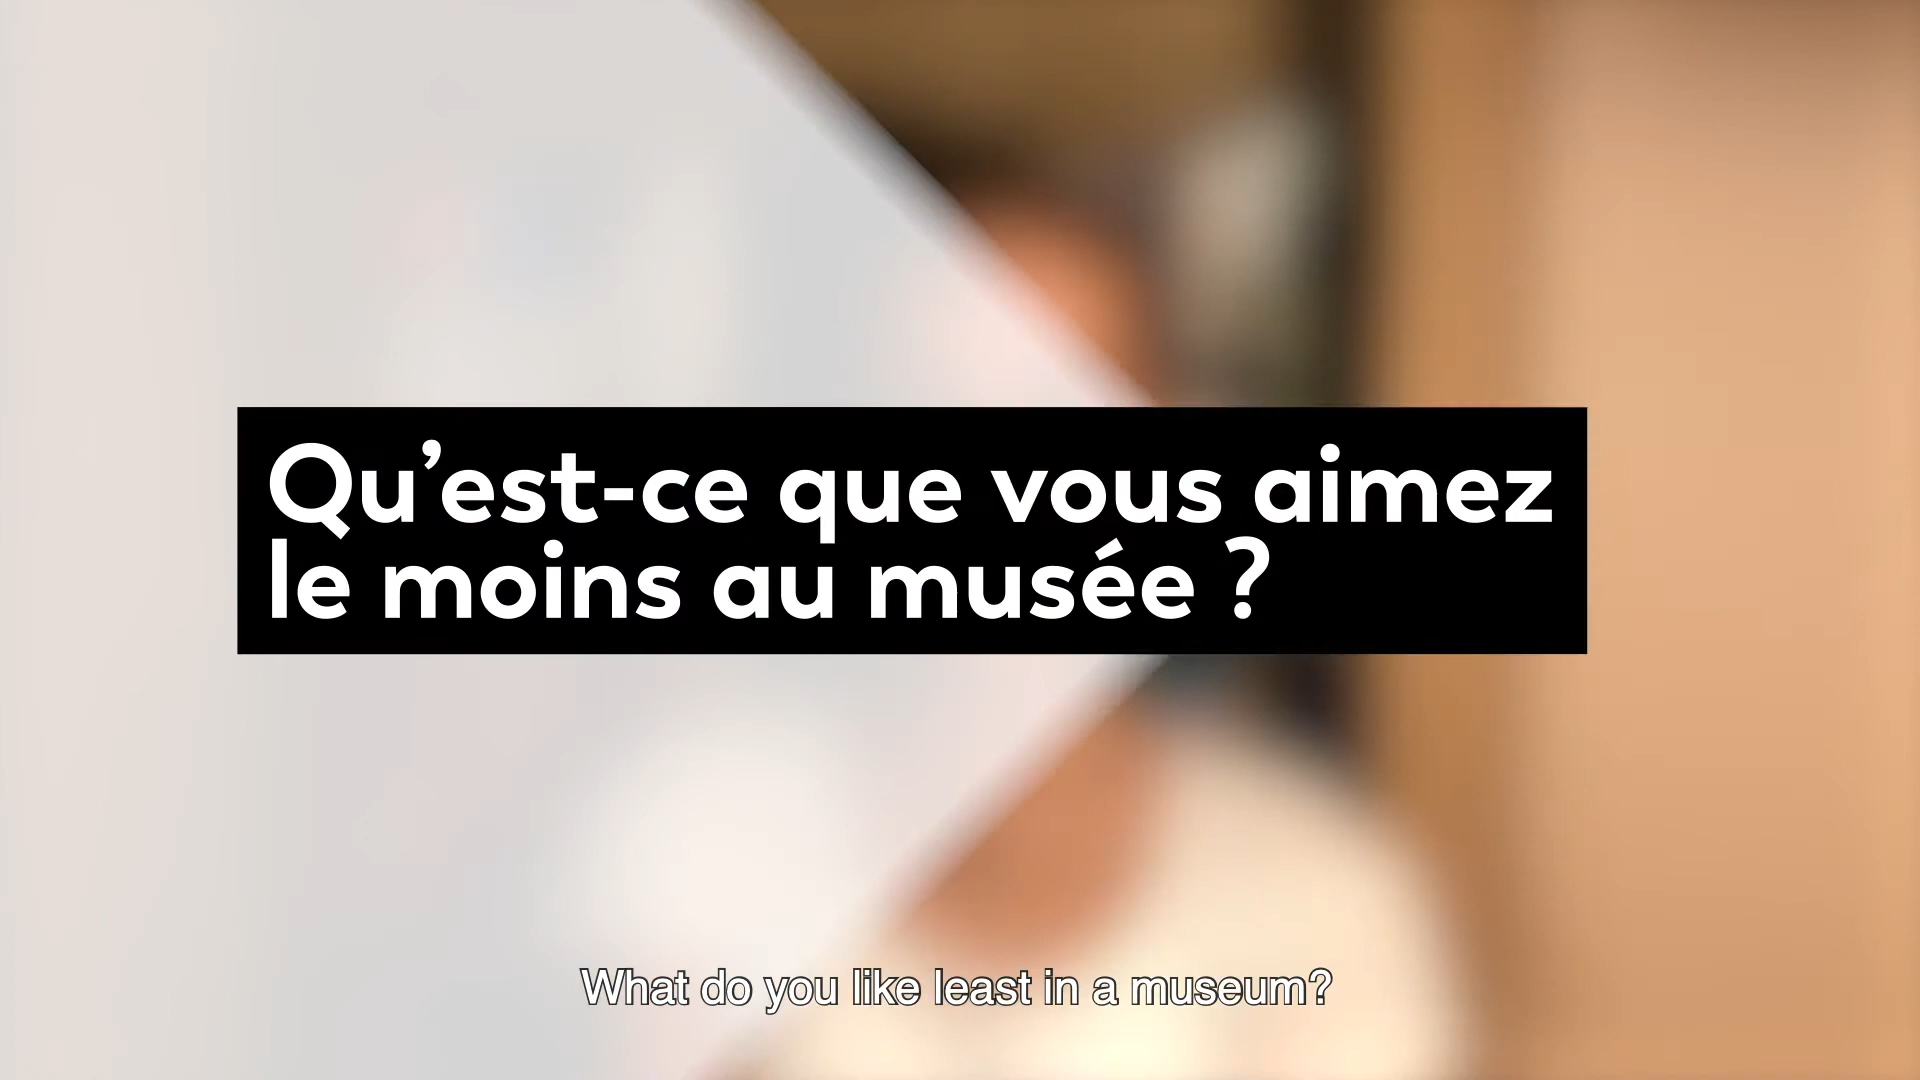 Qu’est-ce que vous aimez
le moins au musée ?
What do you like least in a museum?